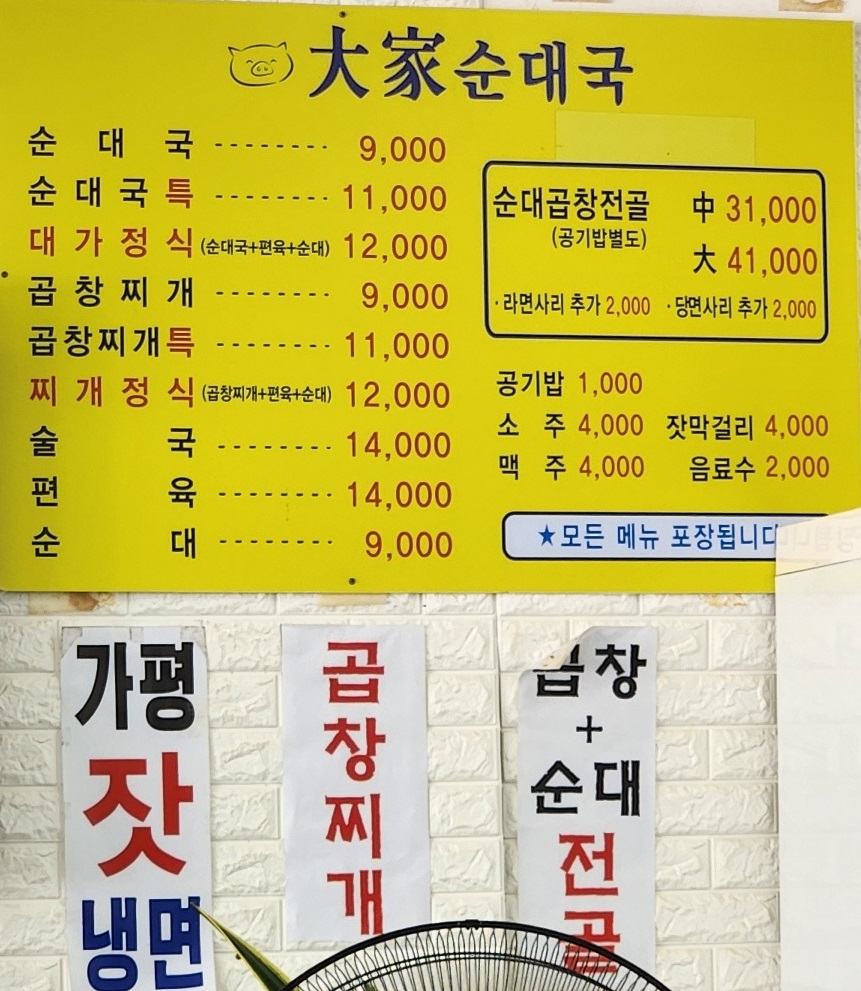 大家순대국
순대국 -------- 9,000
순대국특 -------- 11,000
대가정식 (순대국+편육+순대) 12,000
곱창찌개 -------- 9,000
곱창찌개특 -------- 11,000
찌개정식 (곱창찌개+편육+순대) 12,000
술국 -------- 14,000
편육 -------- 14,000
순대 -------- 9,000
순대곱창전골 中 31,000
(공기밥별도)
大 41,000
·라면사리 추가 2,000 ·당면사리 추가 2,000
공기밥 1,000
소주 4,000 잣막걸리 4,000
맥주 4,000 음료수 2,000
★모든 메뉴 포장됩니다
가평
잣
냉면
곱
창
찌
개
곱창
+
순대
전
골